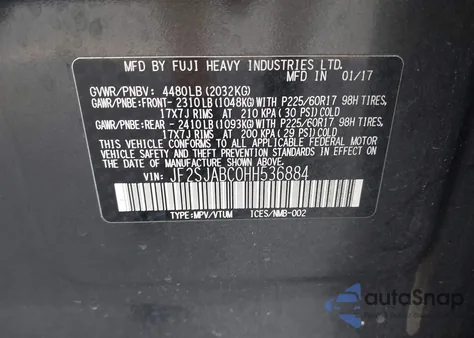 MFD BY FUJI HEAVY INDUSTRIES LTD.
MFD IN 01/17
GVWR/PNBV: 4480LB (2032KG)
GAWR/PNBE: FRONT- 2310LB (1048KG) WITH P225/60R17 98H TIRES,
17X7J RIMS AT 210 KPA (30 PSI) COLD
GAWR/PNBE: REAR - 2410LB (1093KG) WITH P225/60R17 98H TIRES,
17X7J RIMS AT 200 KPA (29 PSI) COLD
THIS VEHICLE CONFORMS TO ALL
APPLICABLE FEDERAL MOTOR VEHICLE SAFETY,
BUMPER AND THEFT PREVENTION STANDARDS IN EFFECT ON
THE DATE OF MANUFACTURE SHOWN ABOVE
VIN: JF2SJABC0HH536884
TYPE:MPV/VTUM ICES/NMB-002
autoSnap